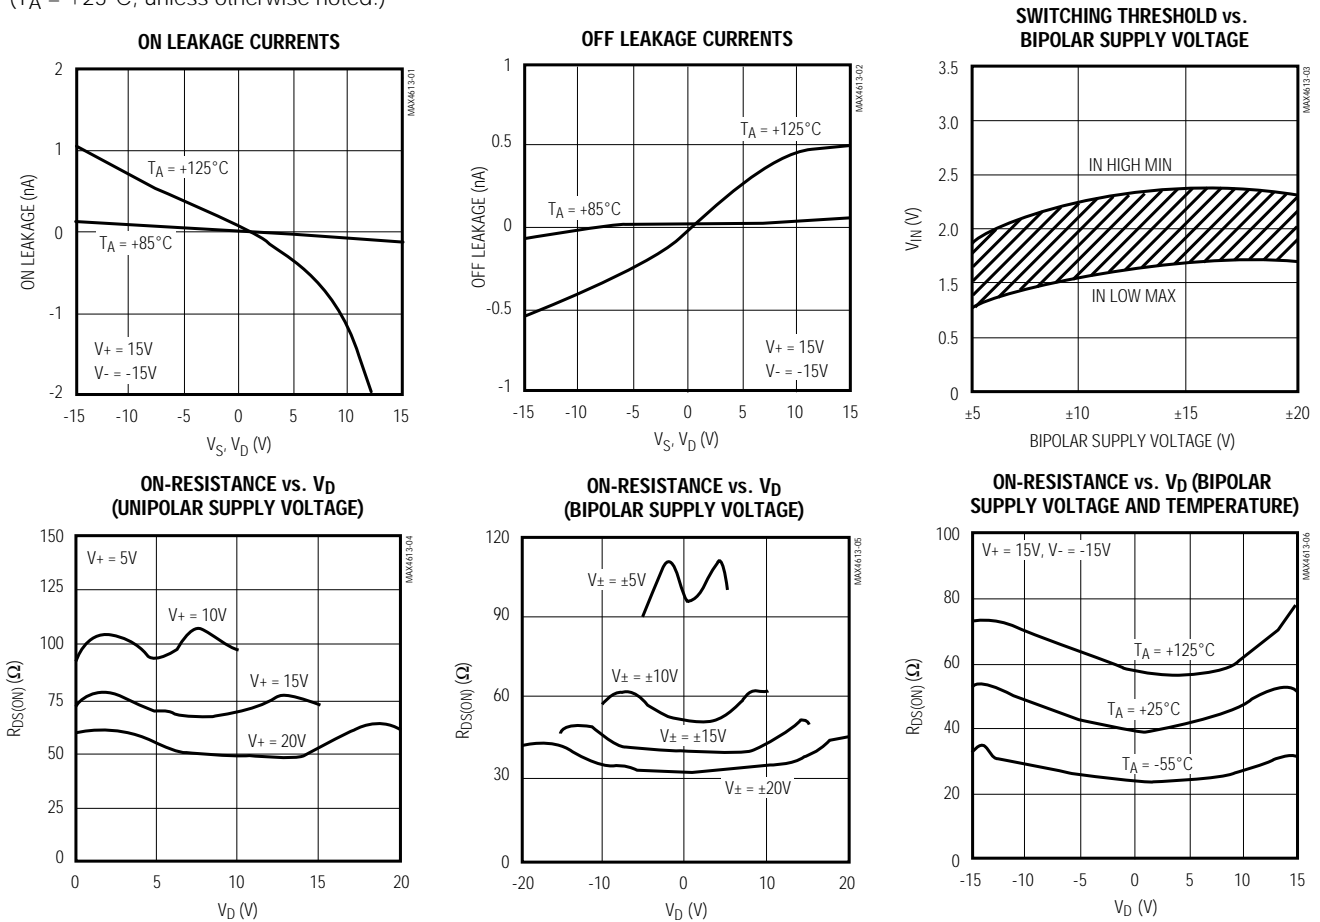 (TA = +25°C, unless otherwise noted.)
ON LEAKAGE CURRENTS
MAX4613-01
2
1
0
-1
-2
ON LEAKAGE (nA)
TA = +125°C
TA = +85°C
V+ = 15V
V- = -15V
-15 -10 -5 0 5 10 15
VS, VD (V)
OFF LEAKAGE CURRENTS
MAX4613-02
1
0.5
0
-0.5
-1
OFF LEAKAGE (nA)
TA = +125°C
TA = +85°C
V+ = 15V
V- = -15V
-15 -10 -5 0 5 10 15
VS, VD (V)
SWITCHING THRESHOLD vs.
BIPOLAR SUPPLY VOLTAGE
MAX4613-03
3.5
3.0
2.5
2.0
1.5
0.5
0
VIN (V)
IN HIGH MIN
IN LOW MAX
±5 ±10 ±15 ±20
BIPOLAR SUPPLY VOLTAGE (V)
ON-RESISTANCE vs. VD
(UNIPOLAR SUPPLY VOLTAGE)
MAX4613-04
150
125
100
75
50
25
0
RDS(ON) (Ω)
V+ = 5V
V+ = 10V
V+ = 15V
V+ = 20V
0 5 10 15 20
VD (V)
ON-RESISTANCE vs. VD
(BIPOLAR SUPPLY VOLTAGE)
MAX4613-05
120
90
60
30
0
RDS(ON) (Ω)
V± = ±5V
V± = ±10V
V± = ±15V
V± = ±20V
-20 -10 0 10 20
VD (V)
ON-RESISTANCE vs. VD (BIPOLAR
SUPPLY VOLTAGE AND TEMPERATURE)
MAX4613-06
100
80
60
40
20
0
RDS(ON) (Ω)
V+ = 15V, V- = -15V
TA = +125°C
TA = +25°C
TA = -55°C
-15 -10 -5 0 5 10 15
VD (V)